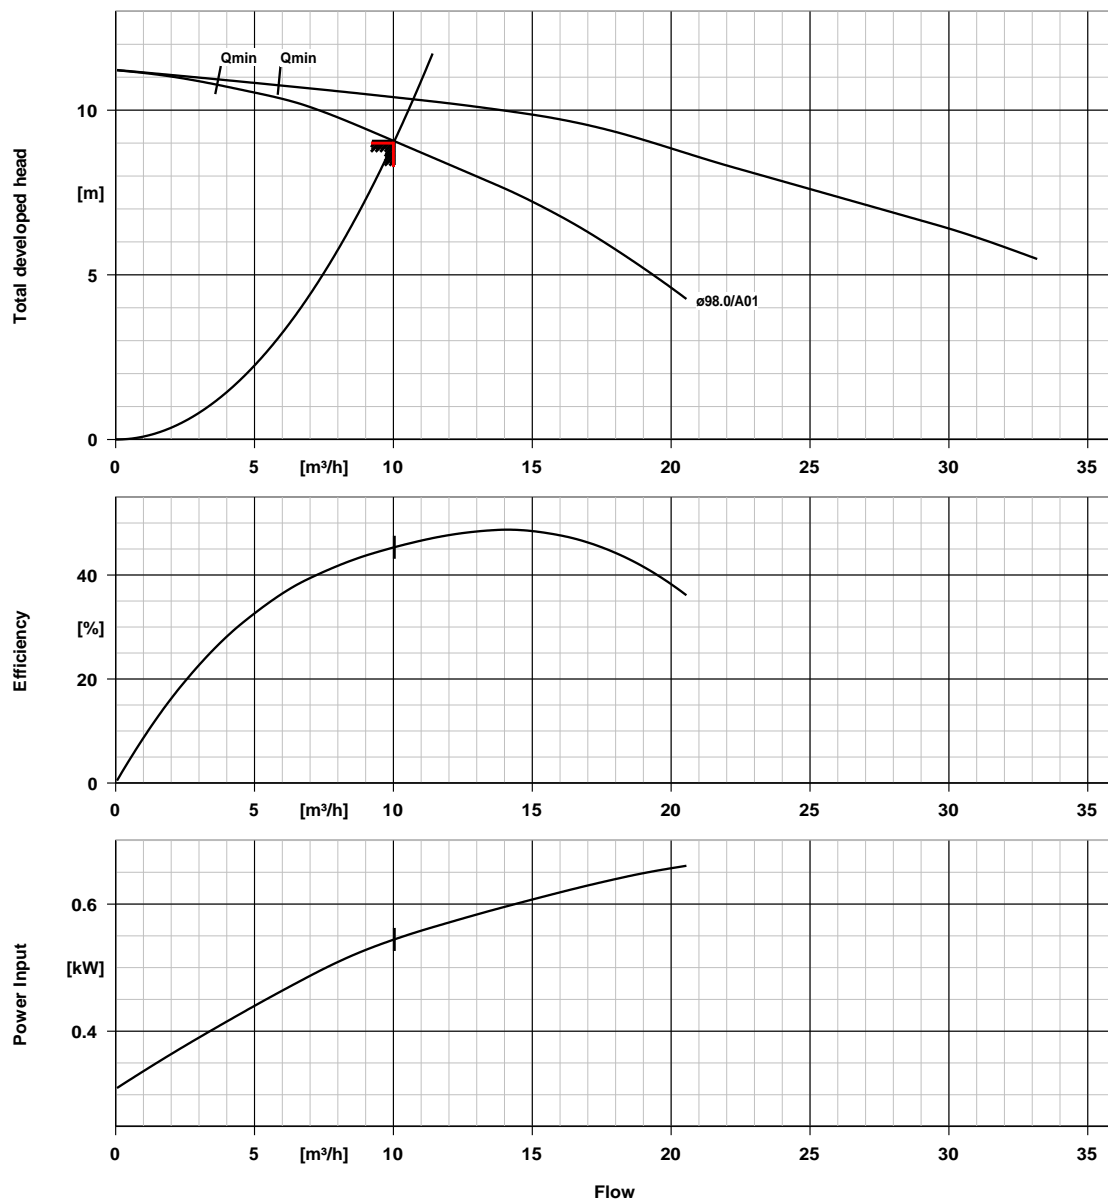 Qmin Qmin
10
[m]
Total developed head
5
ø98.0/A01
0
0 5 [m³/h] 10 15 20 25 30 35
40
Efficiency
[%]
20
0
0 5 [m³/h] 10 15 20 25 30 35
0.6
Power Input
[kW]
0.4
0 5 [m³/h] 10 15 20 25 30 35
Flow